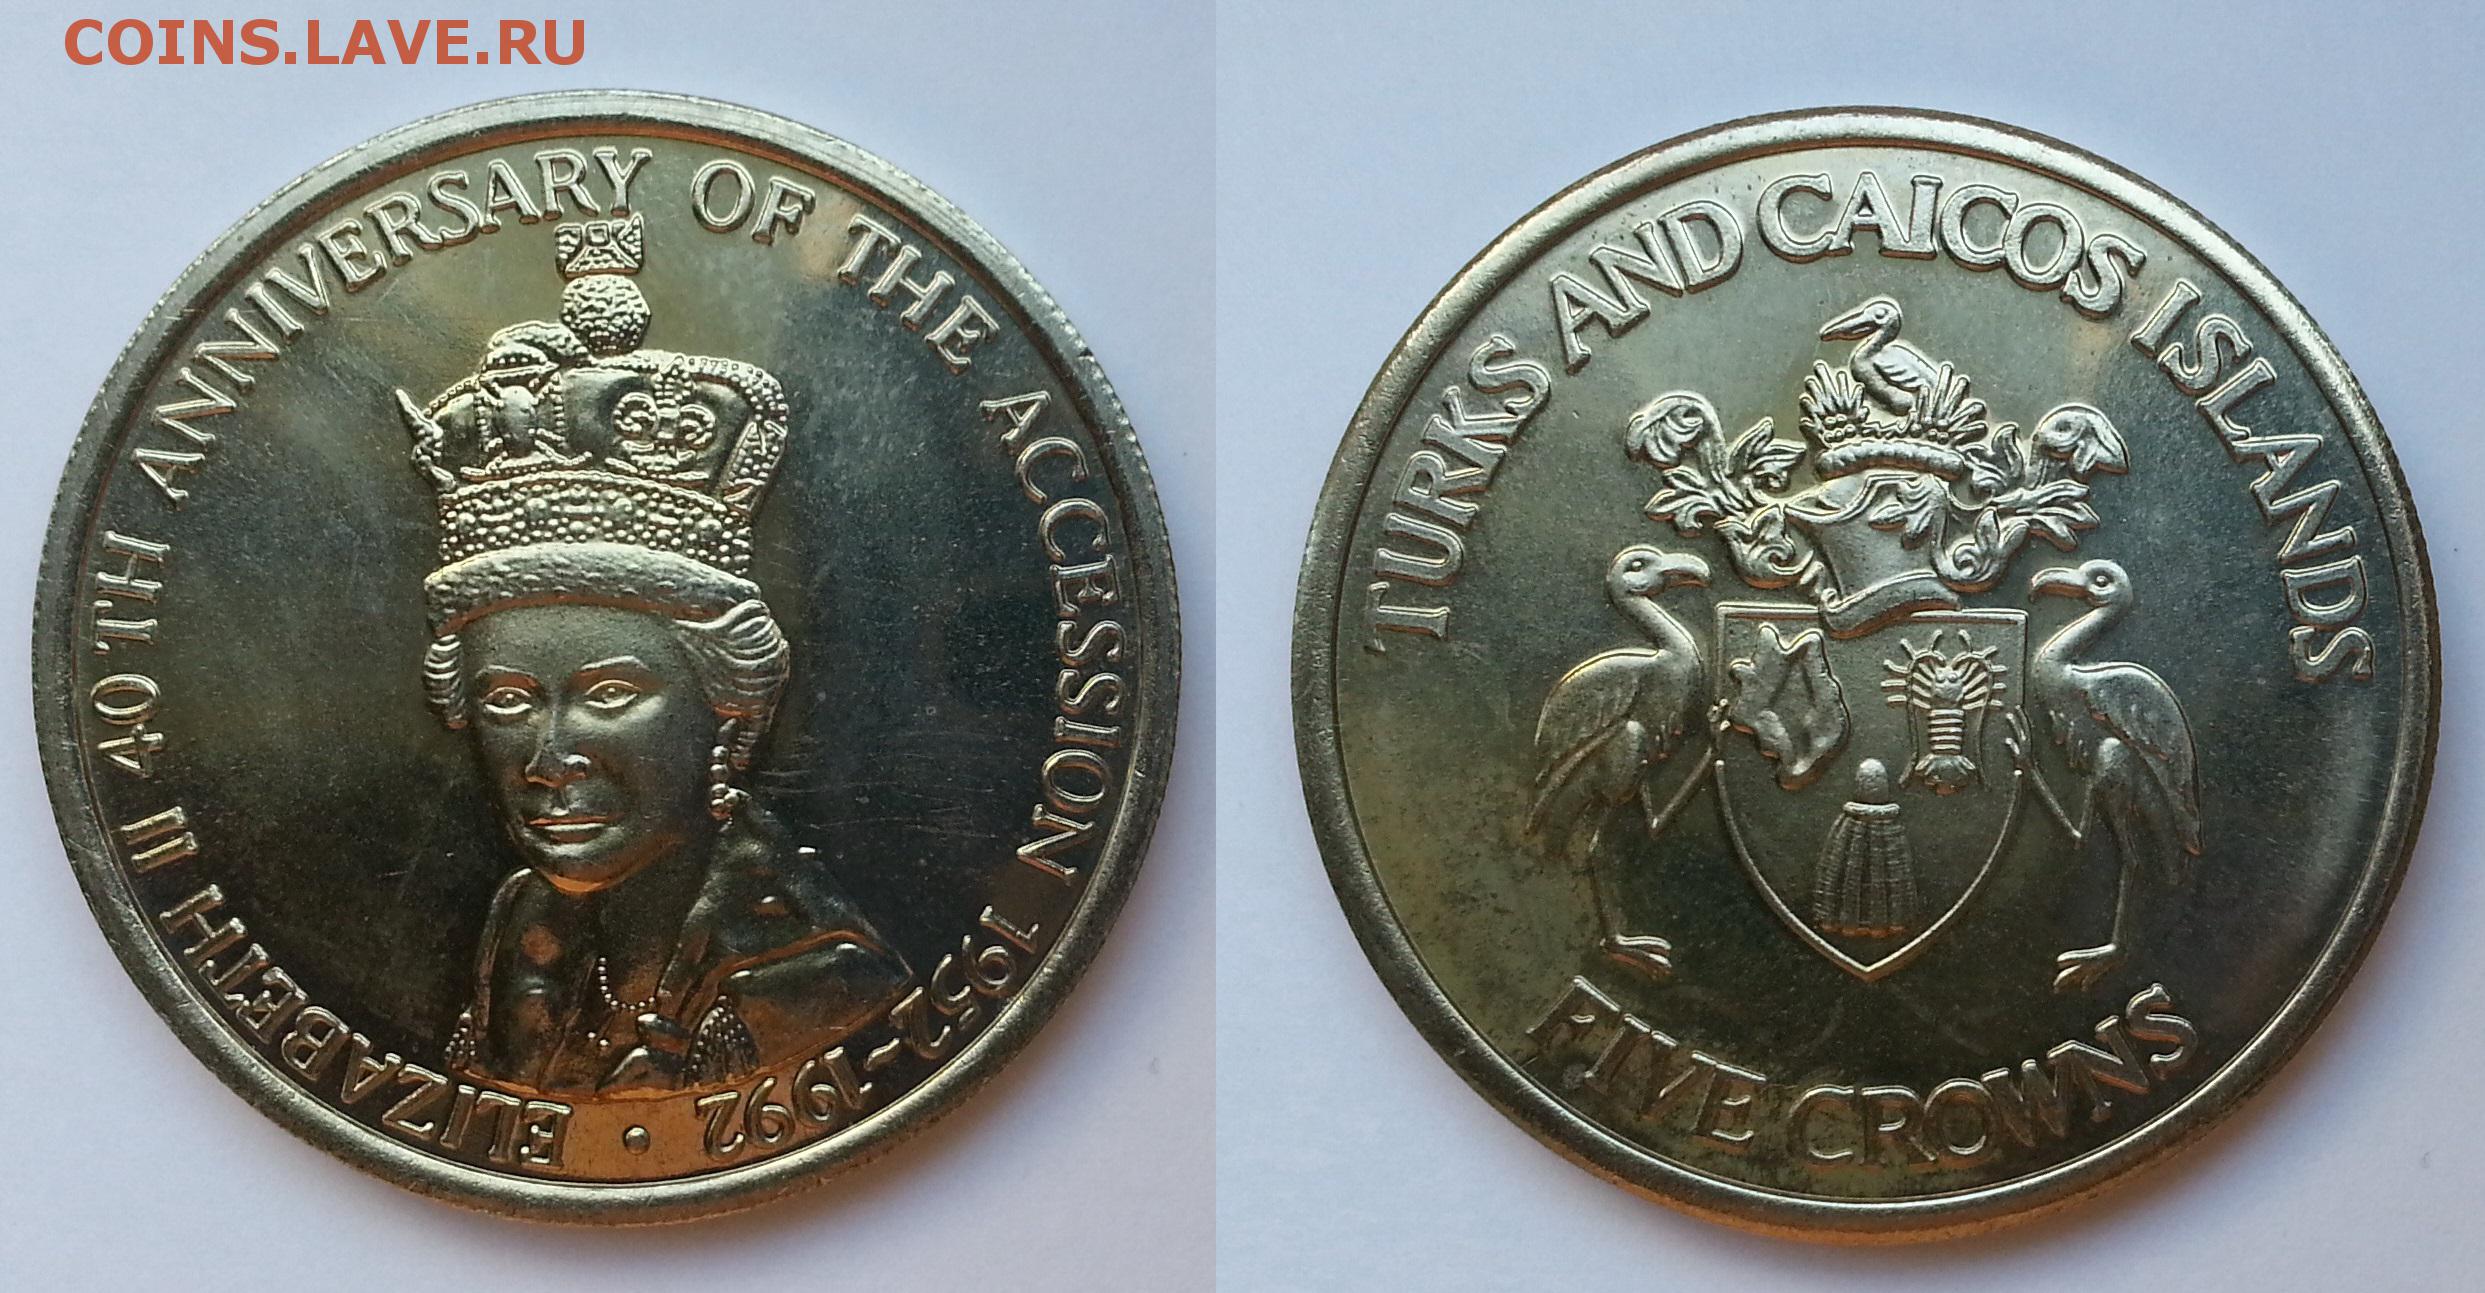 COINS.LAVE.RU
ELIZABETH II 40TH ANNIVERSARY OF THE ACCESSION 1952-1992 •
TURKS AND CAICOS ISLANDS
FIVE CROWNS